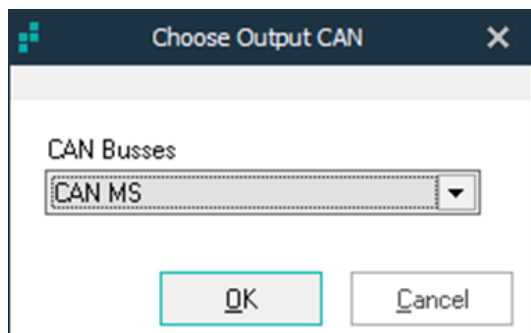 Choose Output CAN
CAN Busses
CAN MS
OK
Cancel